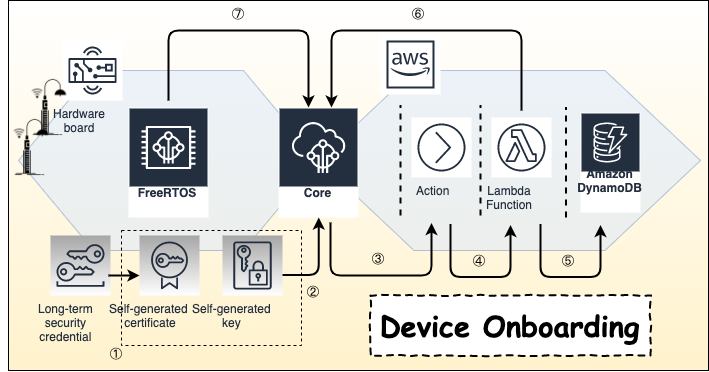 ⑦
⑥
aws
Hardware
board
FreeRTOS
Core
Action
Lambda
Function
Amazon
DynamoDB
③
④
⑤
②
Long-term
security
credential
Self-generated
certificate
Self-generated
key
①
Device Onboarding